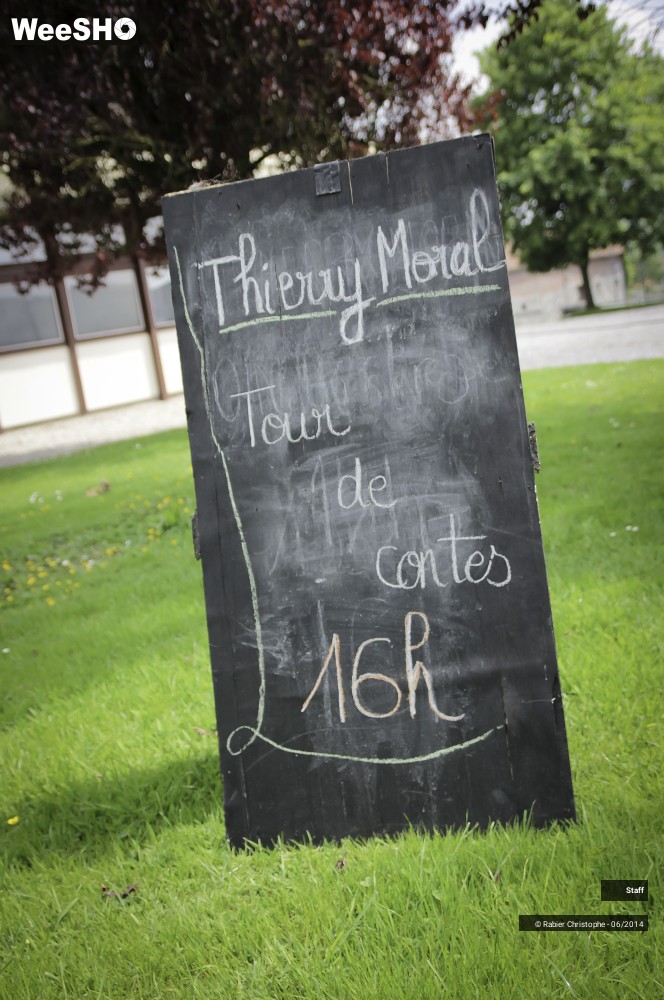 WeeSHO
Thierry Moral
Tour
de
contes
16h
Staff
© Rabier Christophe - 06/2014